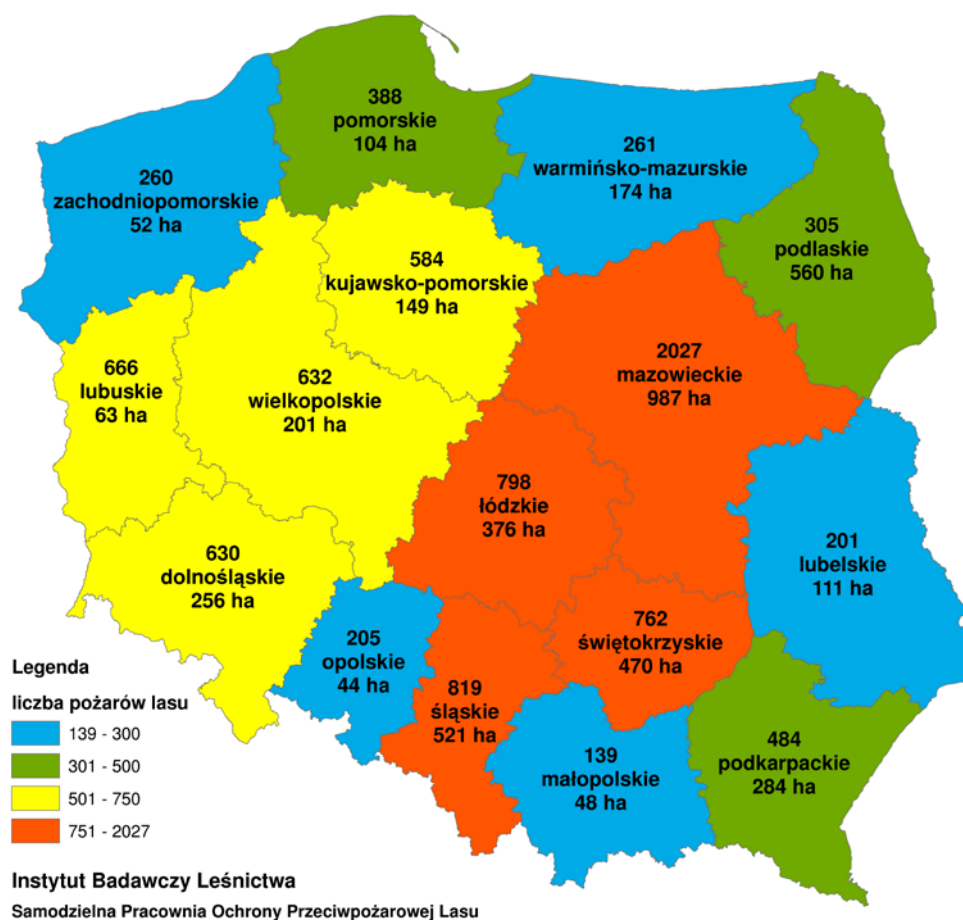 388
pomorskie
104 ha
261
warmińsko-mazurskie
174 ha
260
zachodniopomorskie
52 ha
305
podlaskie
560 ha
584
kujawsko-pomorskie
149 ha
2027
mazowieckie
987 ha
666
lubuskie
63 ha
632
wielkopolskie
201 ha
798
łódzkie
376 ha
201
lubelskie
111 ha
630
dolnośląskie
256 ha
762
świętokrzyskie
470 ha
205
opolskie
44 ha
819
śląskie
521 ha
139
małopolskie
48 ha
484
podkarpackie
284 ha
Legenda
liczba pożarów lasu
139 - 300
301 - 500
501 - 750
751 - 2027
Instytut Badawczy Leśnictwa
Samodzielna Pracownia Ochrony Przeciwpożarowej Lasu